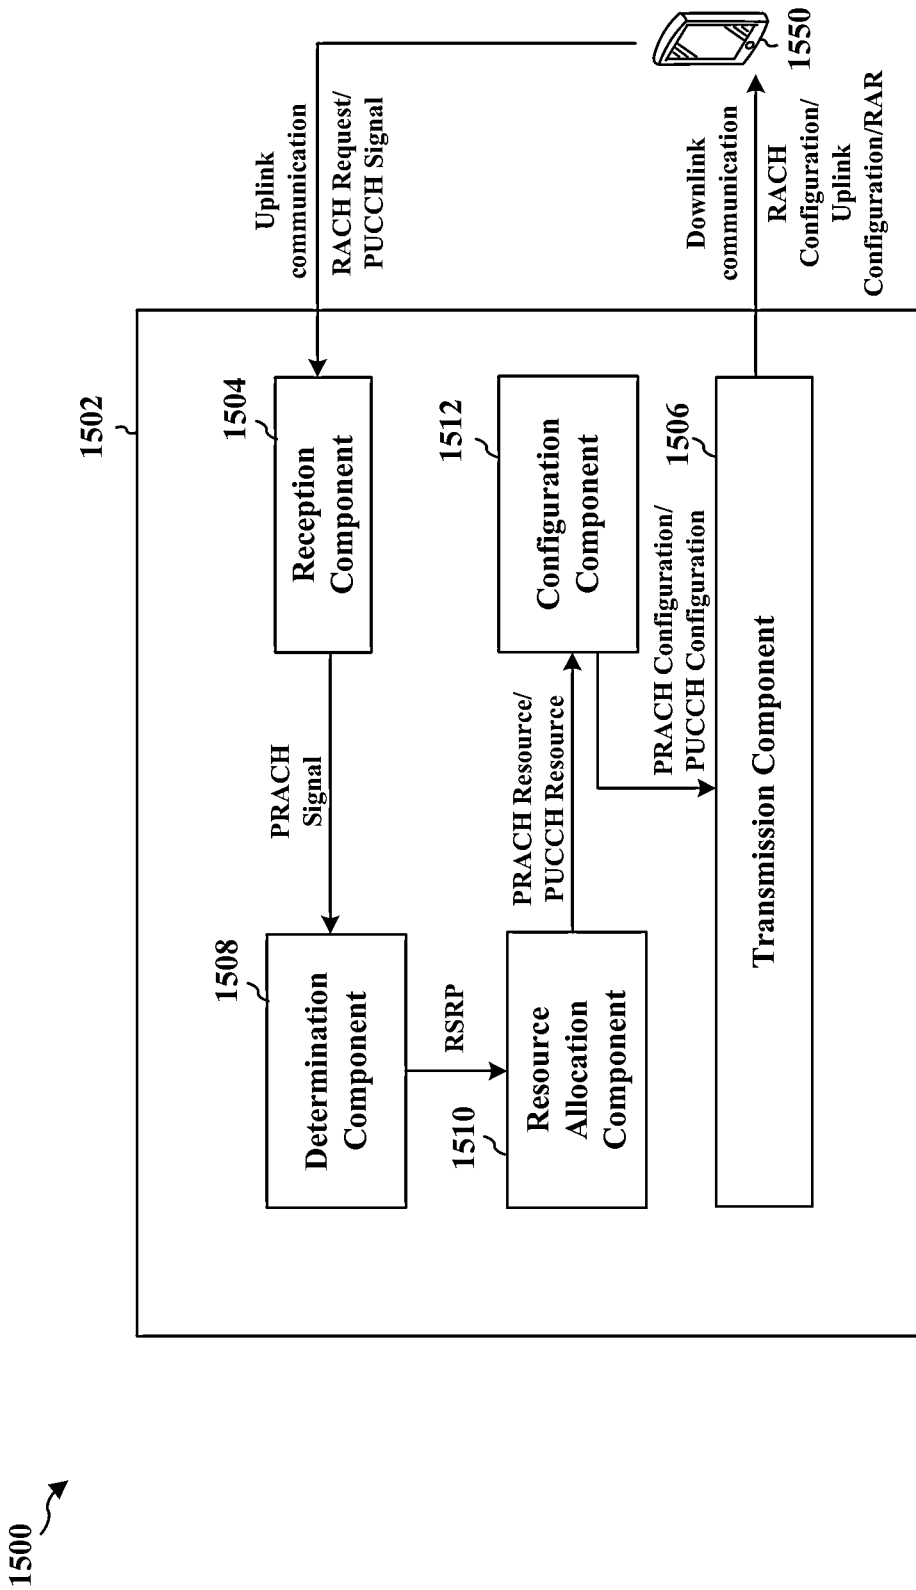 1500
1502
Uplink
communication
RACH Request/
PUCCH Signal
1550
Downlink
communication
RACH
Configuration/
Uplink
Configuration/RAR
1504
Reception
Component
PRACH
Signal
1508
Determination
Component
RSRP
1510
Resource
Allocation
Component
PRACH Resource/
PUCCH Resource
1512
Configuration
Component
PRACH Configuration/
PUCCH Configuration
1506
Transmission Component